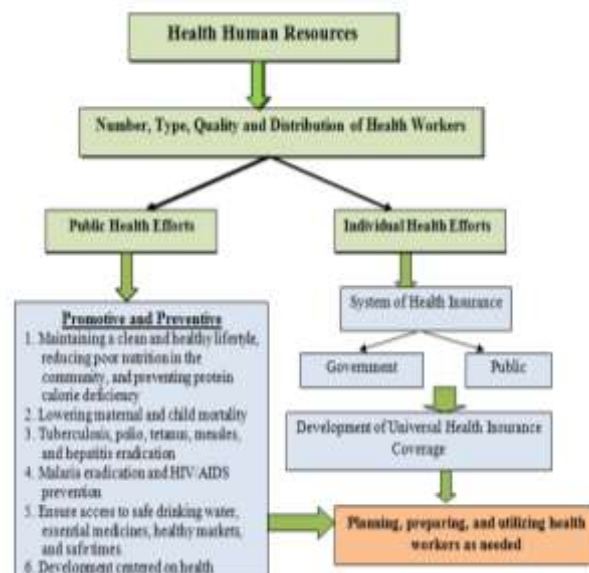 Health Human Resources
Number, Type, Quality and Distribution of Health Workers
Public Health Efforts
Individual Health Efforts
Promotive and Preventive
1. Maintaining a clean and healthy lifestyle,
reducing poor nutrition in the
community, and preventing protein
calorie deficiency
2. Lowering maternal and child mortality
3. Tuberculosis, polio, tetanus, measles,
and hepatitis eradication
4. Malaria eradication and HIV/AIDS
prevention
5. Ensure access to safe drinking water,
essential medicines, healthy markets,
and safe times
6. Development centered on health
System of Health Insurance
Government
Public
Development of Universal Health Insurance
Coverage
Planning, preparing, and utilizing health
workers as needed